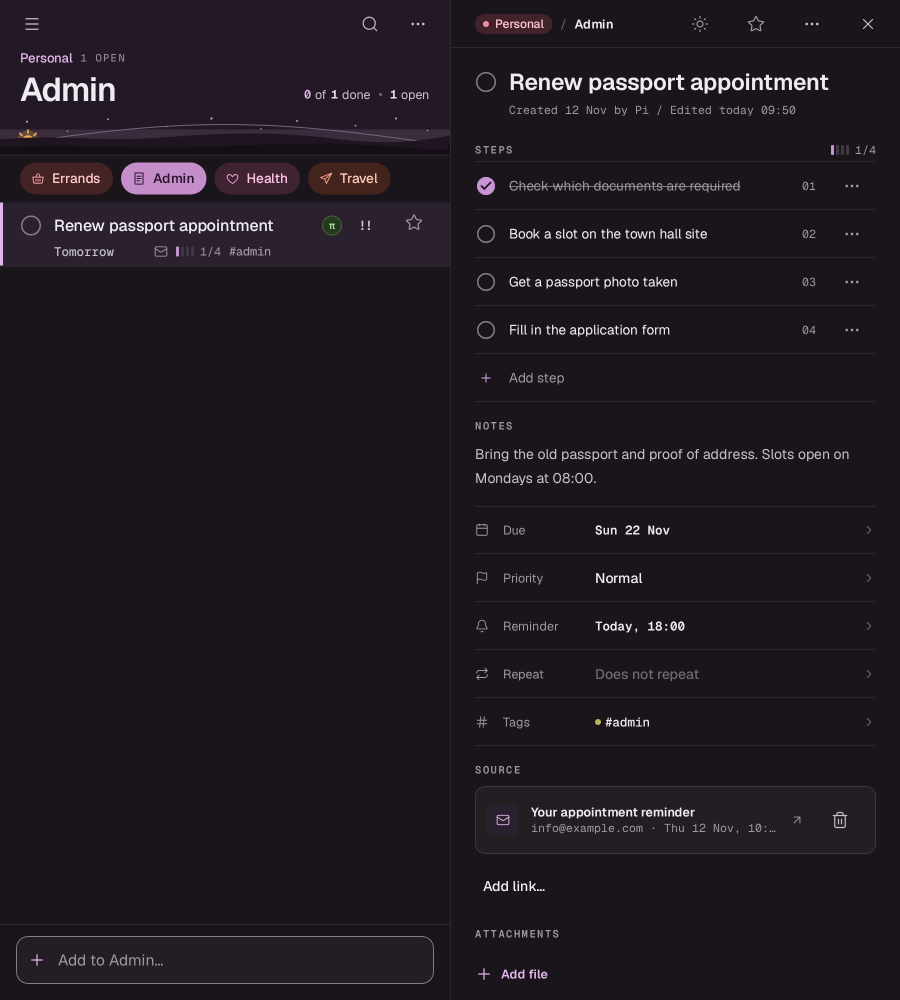 Personal 1 OPEN
Admin
0 of 1 done • 1 open
Errands
Admin
Health
Travel
Renew passport appointment
π
!!
Tomorrow
1/4 #admin
Add to Admin…
Personal / Admin
Renew passport appointment
Created 12 Nov by Pi / Edited today 09:50
STEPS
1/4
Check which documents are required 01
Book a slot on the town hall site 02
Get a passport photo taken 03
Fill in the application form 04
Add step
NOTES
Bring the old passport and proof of address. Slots open on
Mondays at 08:00.
Due Sun 22 Nov
Priority Normal
Reminder Today, 18:00
Repeat Does not repeat
Tags #admin
SOURCE
Your appointment reminder
info@example.com · Thu 12 Nov, 10:…
Add link…
ATTACHMENTS
Add file